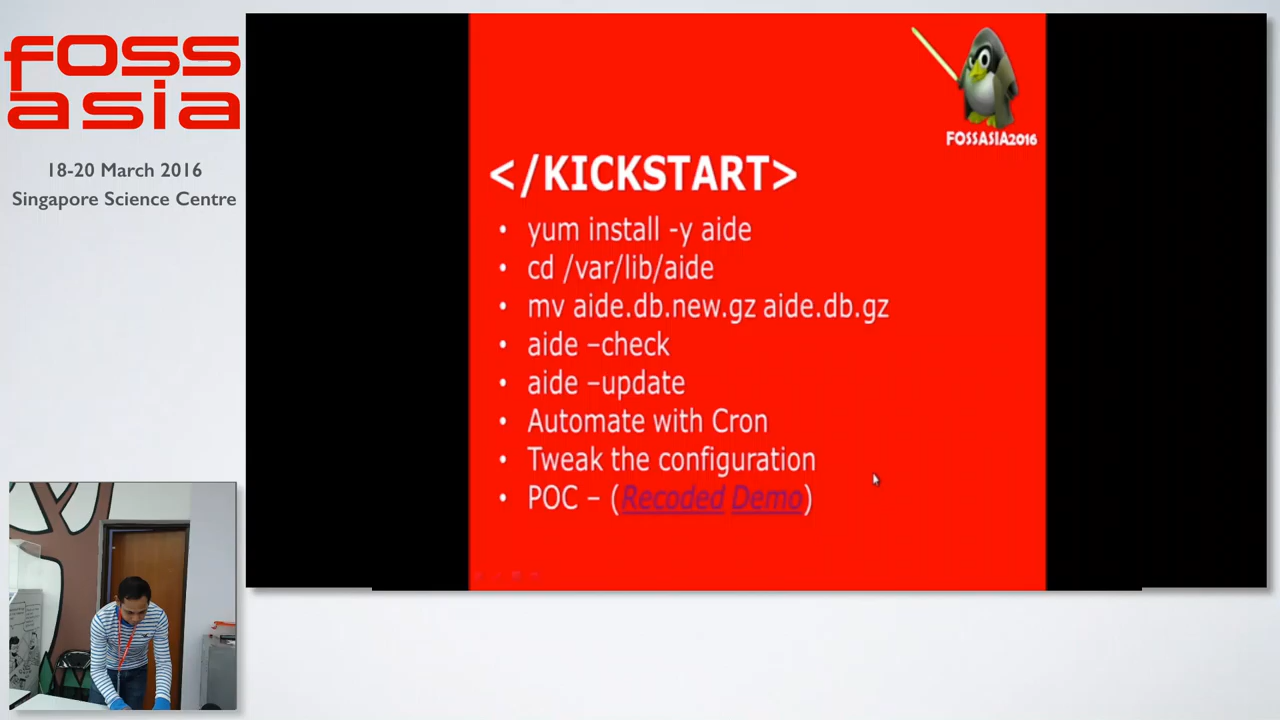 foss
asia
18-20 March 2016
Singapore Science Centre
FOSSASIA2016
</KICKSTART>
• yum install -y aide
• cd /var/lib/aide
• mv aide.db.new.gz aide.db.gz
• aide –check
• aide –update
• Automate with Cron
• Tweak the configuration
• POC – (Recoded Demo)